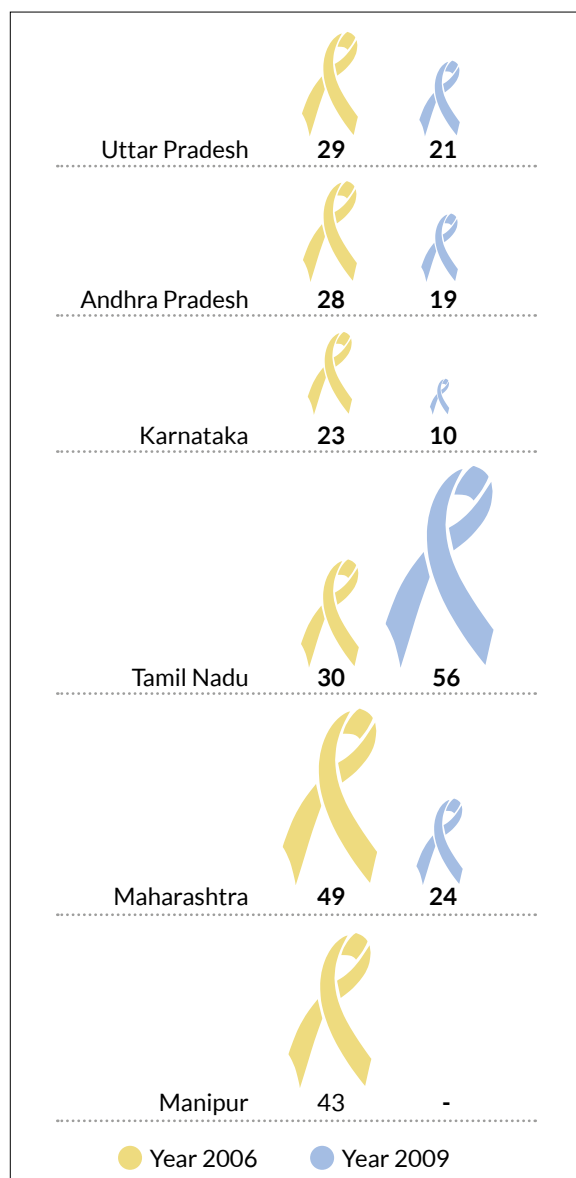 Uttar Pradesh 29 21
Andhra Pradesh 28 19
Karnataka 23 10
Tamil Nadu 30 56
Maharashtra 49 24
Manipur 43 -
Year 2006 Year 2009